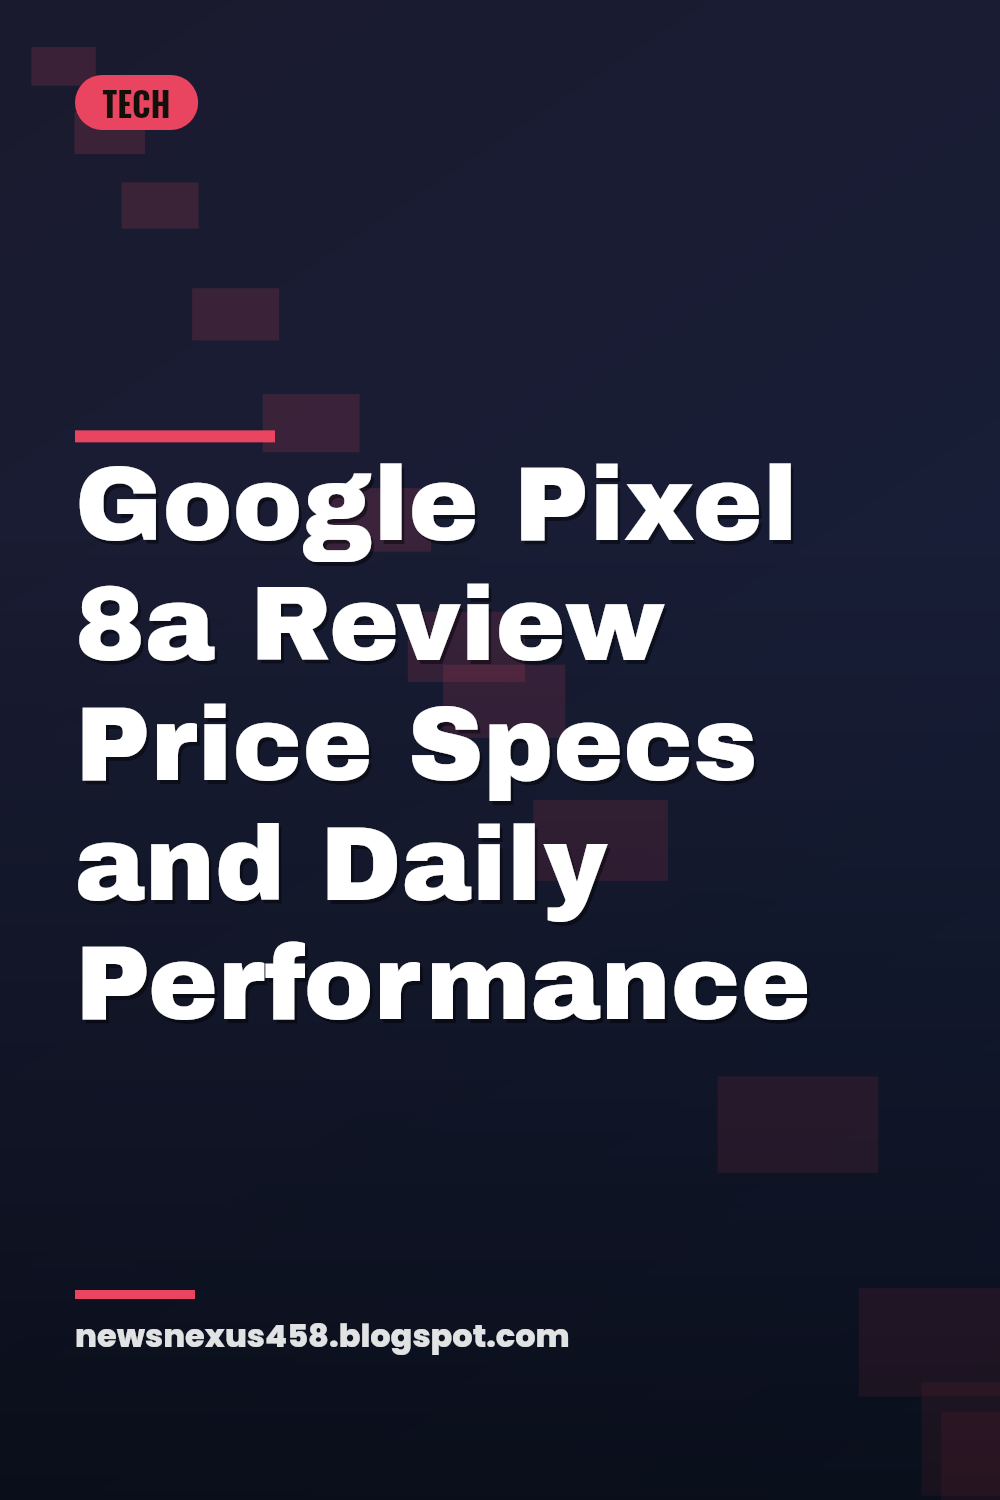 TECH
Google Pixel
8a Review
Price Specs
and Daily
Performance
newsnexus458.blogspot.com